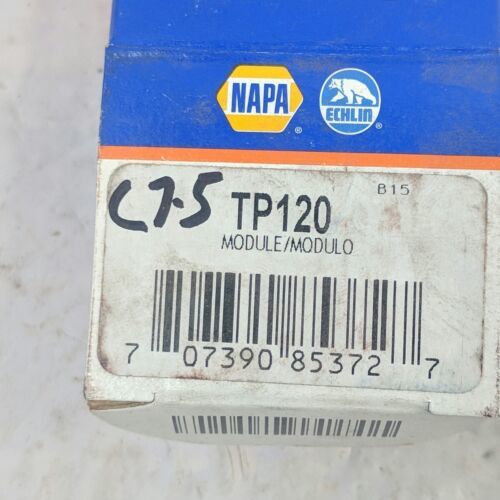 NAPA ®
ECHLIN ®
B15
C7-5 TP120
MODULE/MODULO
7 07390 85372 7